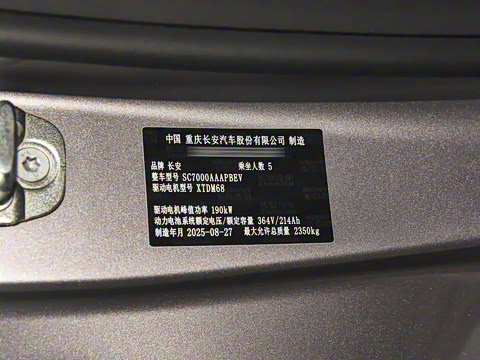 中国 重庆长安汽车股份有限公司 制造
品牌 长安 乘坐人数 5
整车型号 SC7000AAAPBEV
驱动电机型号 XTDM68
驱动电机峰值功率 190kW
动力电池系统额定电压/额定容量 364V/214Ah
制造年月 2025-08-27 最大允许总质量 2350kg